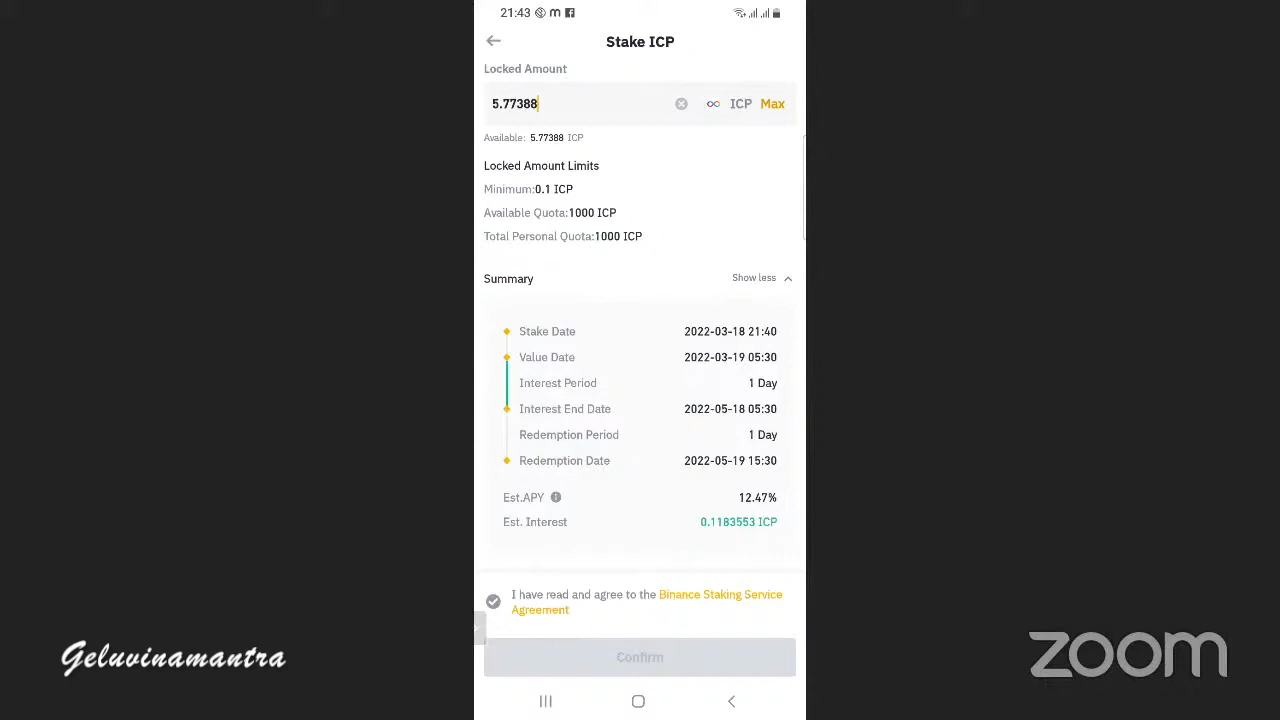 21:43
Stake ICP
Locked Amount
5.77388 ICP Max
Available: 5.77388 ICP
Locked Amount Limits
Minimum:0.1 ICP
Available Quota:1000 ICP
Total Personal Quota:1000 ICP
Summary Show less
Stake Date 2022-03-18 21:40
Value Date 2022-03-19 05:30
Interest Period 1 Day
Interest End Date 2022-05-18 05:30
Redemption Period 1 Day
Redemption Date 2022-05-19 15:30
Est.APY 12.47%
Est. Interest 0.1183553 ICP
I have read and agree to the Binance Staking Service
Agreement
Confirm
Geluvinamantra
zoom